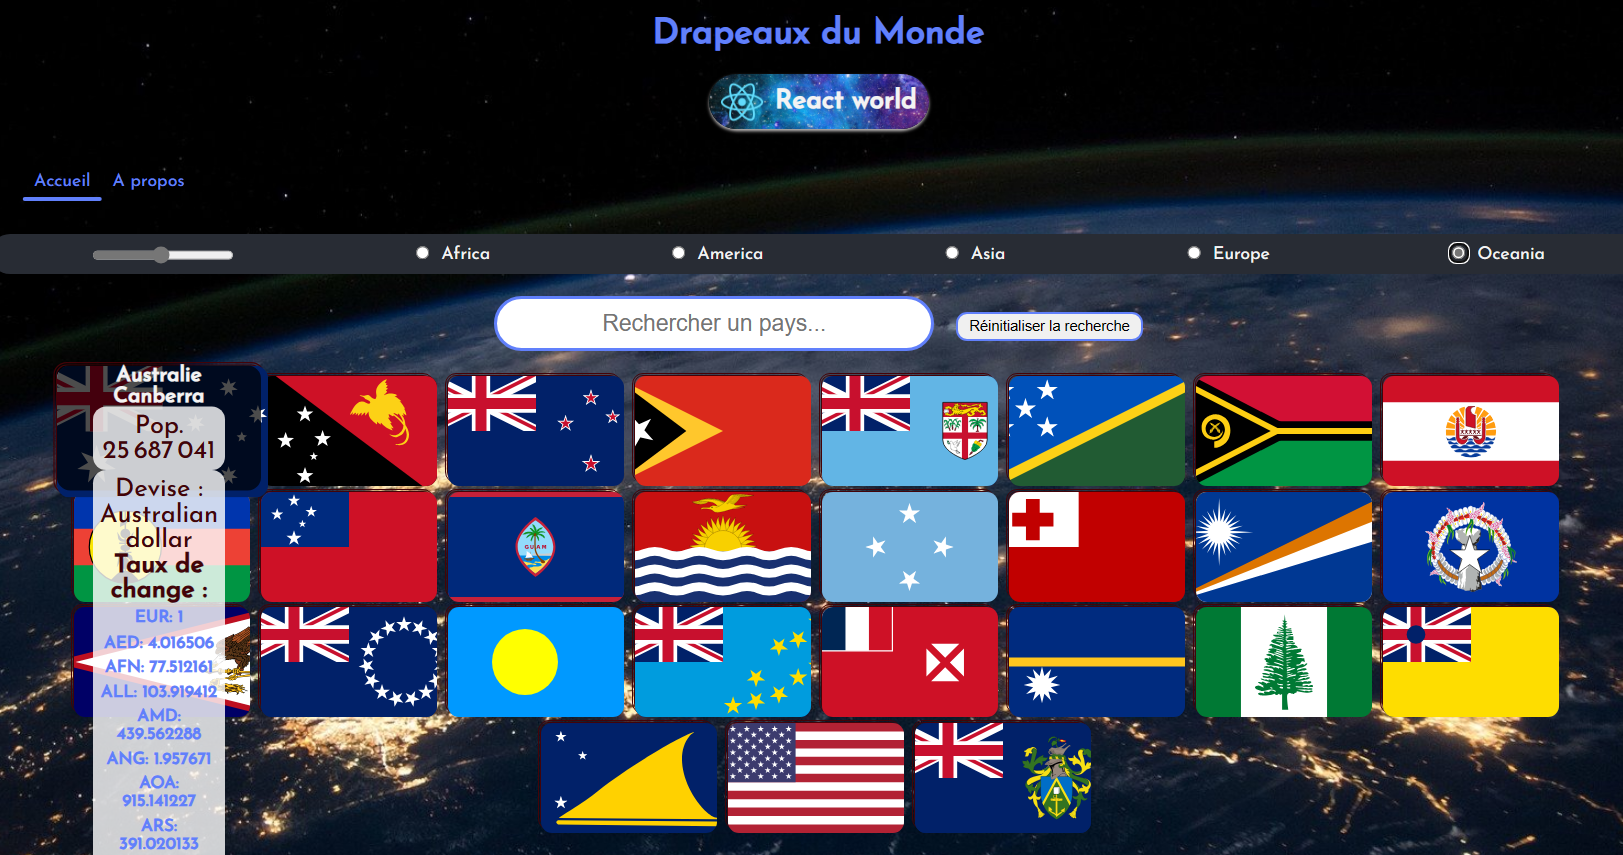 Drapeaux du Monde
React world
Accueil
A propos
Africa
America
Asia
Europe
Oceania
Rechercher un pays...
Réinitialiser la recherche
Australie
Canberra
Pop.
25 687 041
Devise :
Australian
dollar
Taux de
change :
EUR: 1
AED: 4.016506
AFN: 77.512161
ALL: 103.919412
AMD:
439.562288
ANG: 1.957671
AOA:
915.141227
ARS:
391.020133
GUAM